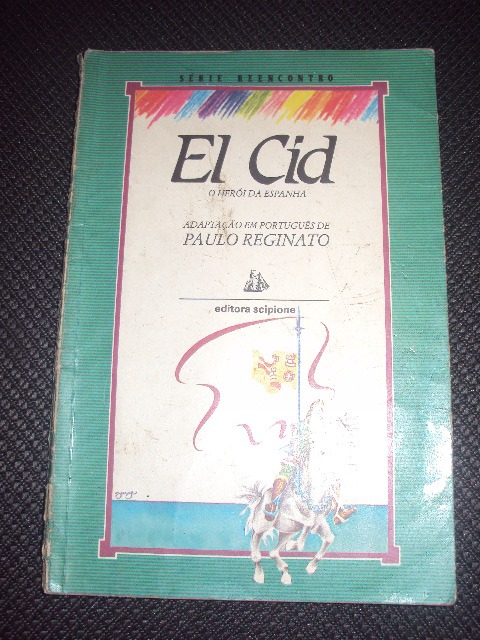 SÉRIE REENCONTRO
El Cid
O HERÓI DA ESPANHA
ADAPTAÇÃO EM PORTUGUÊS DE
PAULO REGINATO
editora scipione